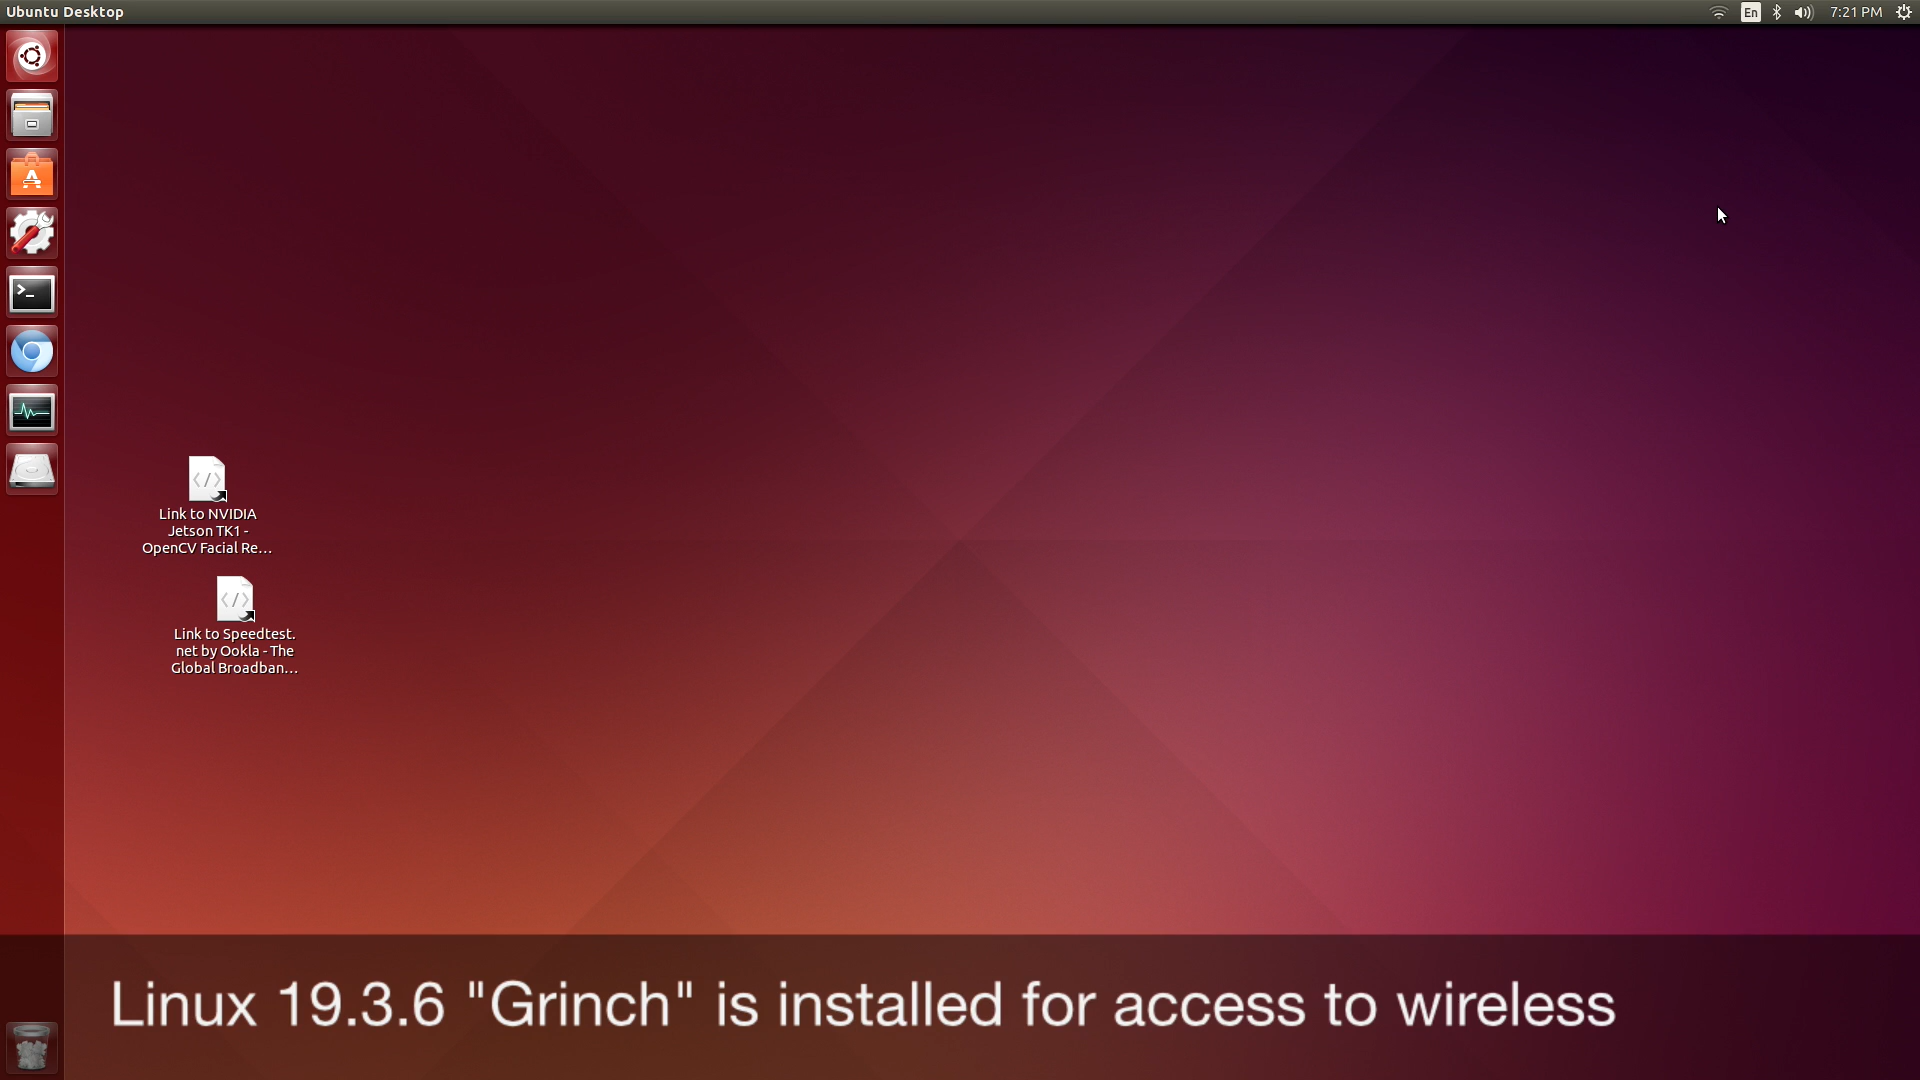 Ubuntu Desktop
En
7:21 PM
Link to NVIDIA
Jetson TK1 -
OpenCV Facial Re...
Link to Speedtest.
net by Ookla - The
Global Broadban...
Linux 19.3.6 "Grinch" is installed for access to wireless